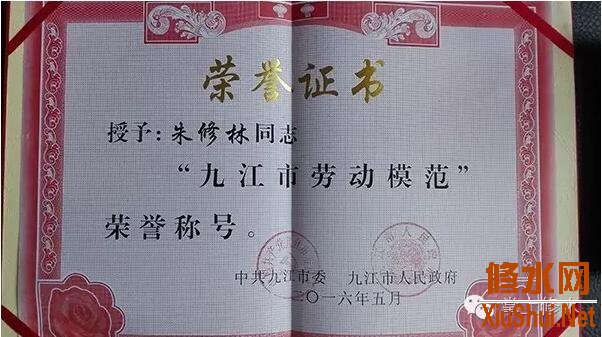 荣誉证书
授予：朱修林同志
“九江市劳动模范”
荣誉称号。
中共九江市委 九江市人民政府
二〇一六年五月
修水网
XiuShui.Net